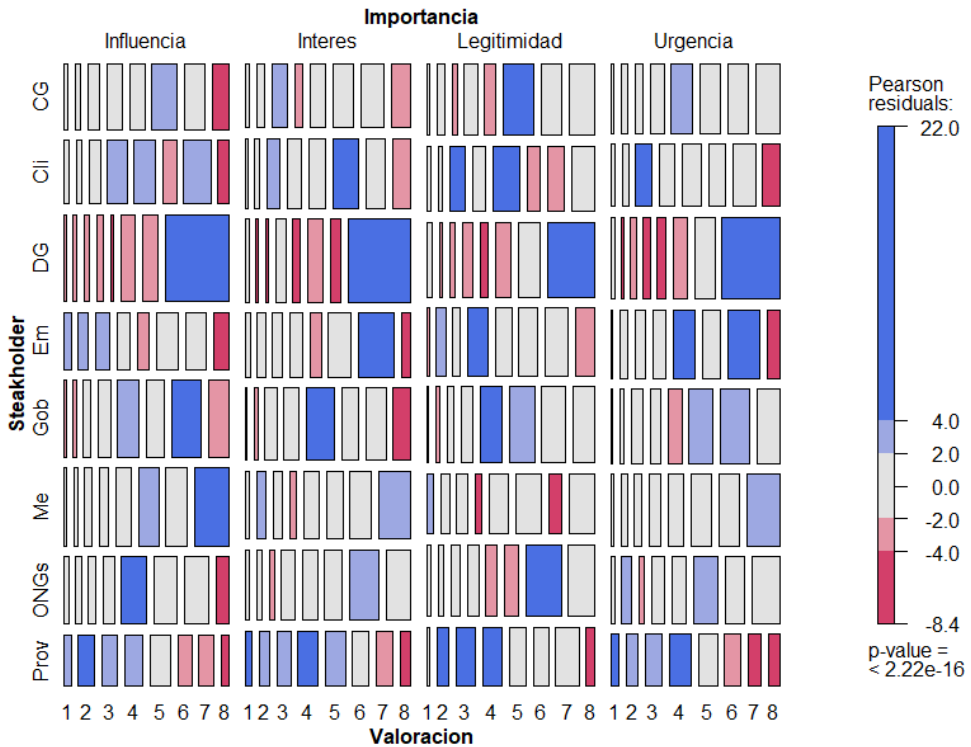 Importancia
Influencia Interes Legitimidad Urgencia
Steakholder
CG
Cli
DG
Em
Gob
Me
ONGs
Prov
1 2 3 4 5 6 7 8 1 2 3 4 5 6 7 8 1 2 3 4 5 6 7 8 1 2 3 4 5 6 7 8
Valoracion
Pearson
residuals:
22.0
4.0
2.0
0.0
-2.0
-4.0
-8.4
p-value =
< 2.22e-16